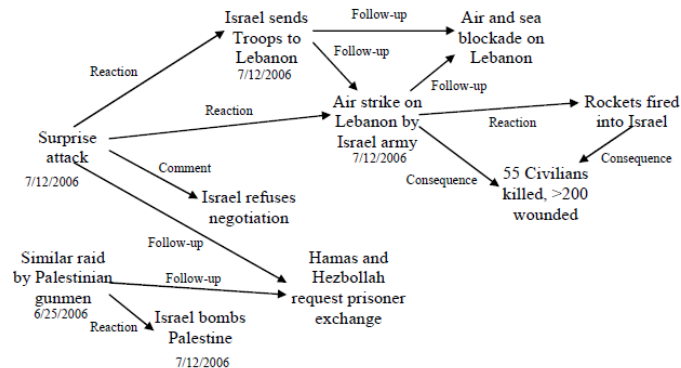 Israel sends
Troops to
Lebanon
7/12/2006
Follow-up
Air and sea
blockade on
Lebanon
Follow-up
Reaction
Follow-up
Reaction
Air strike on
Lebanon by
Israel army
7/12/2006
Reaction
Rockets fired
into Israel
Surprise
attack
7/12/2006
Comment
Consequence
Consequence
55 Civilians
killed, >200
wounded
Israel refuses
negotiation
Follow-up
Similar raid
by Palestinian
gunmen
6/25/2006
Follow-up
Hamas and
Hezbollah
request prisoner
exchange
Reaction
Israel bombs
Palestine
7/12/2006